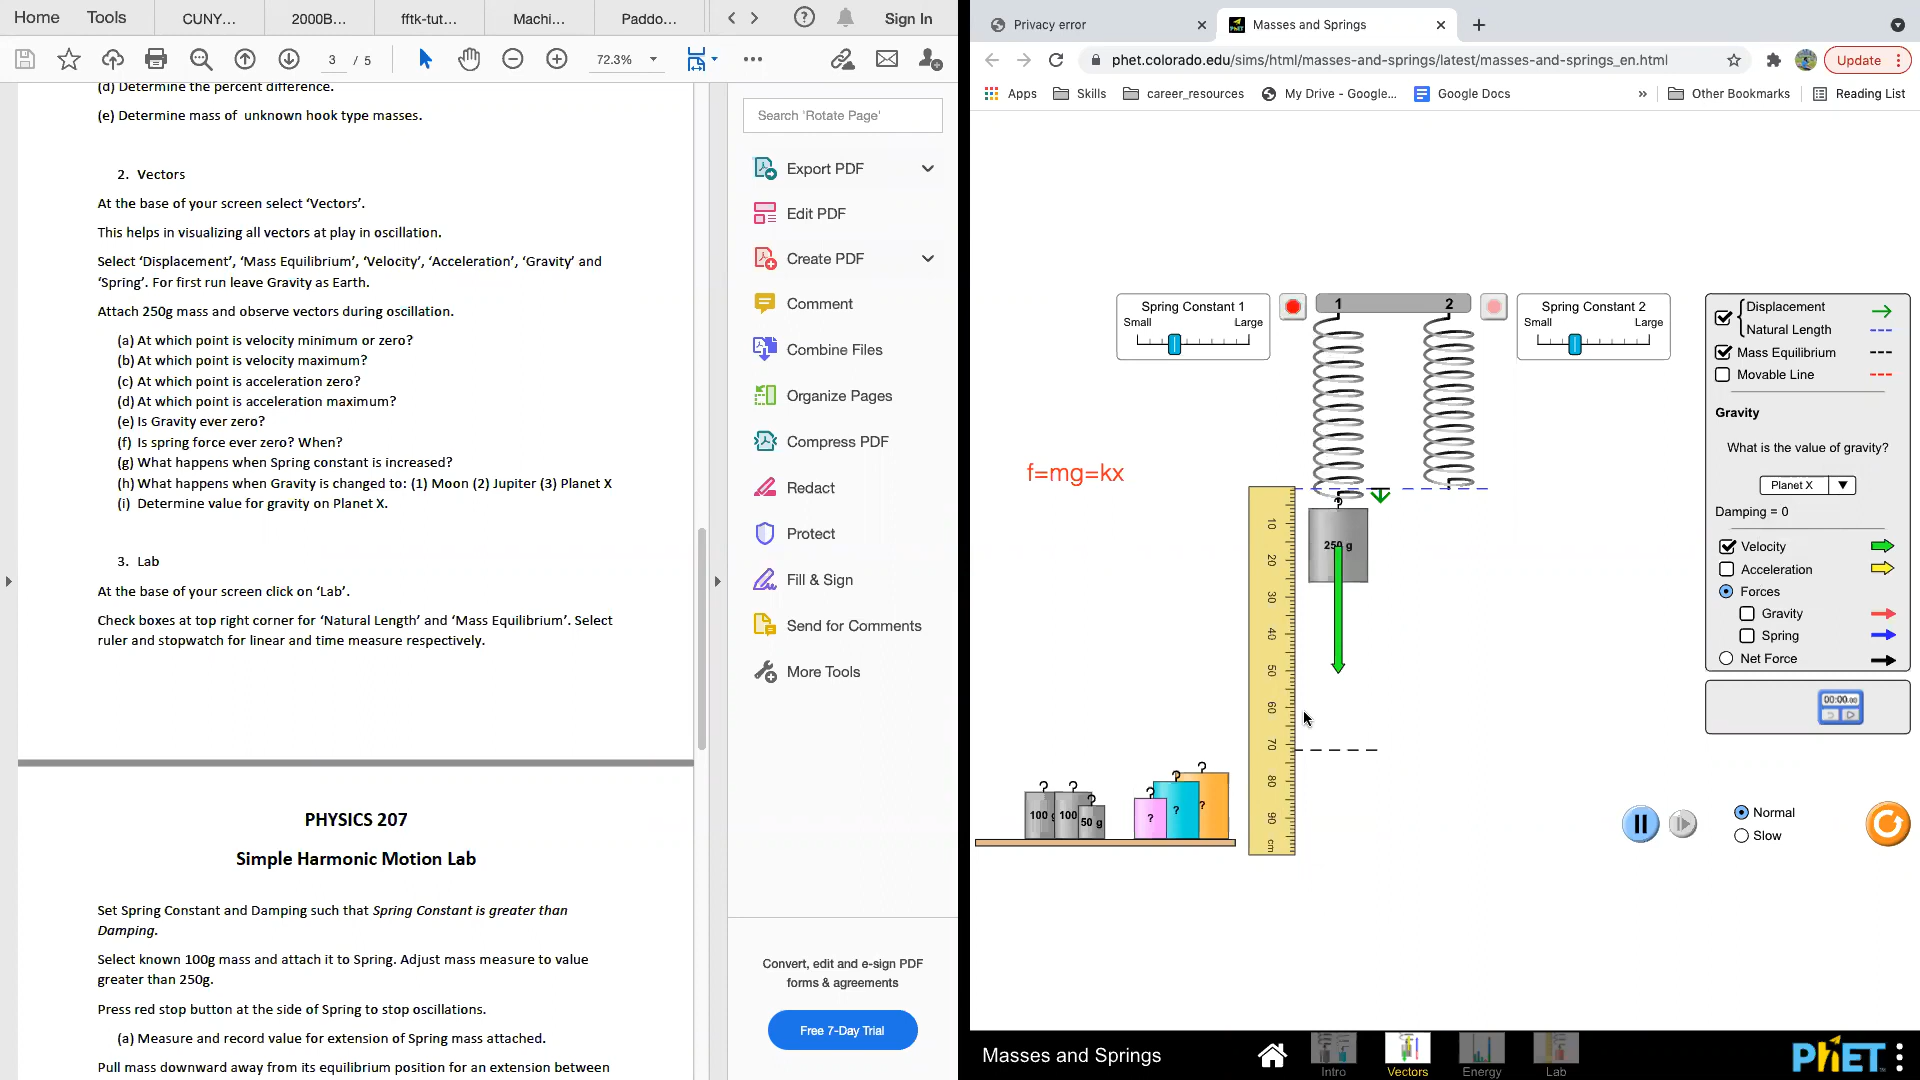 Home Tools CUNY... 2000B... fftk-tut... Machi... Paddo... Sign In
3 / 5 72.3%
(d) Determine the percent difference.
(e) Determine mass of unknown hook type masses.
2. Vectors
At the base of your screen select ‘Vectors’.
This helps in visualizing all vectors at play in oscillation.
Select ‘Displacement’, ‘Mass Equilibrium’, ‘Velocity’, ‘Acceleration’, ‘Gravity’ and
‘Spring’. For first run leave Gravity as Earth.
Attach 250g mass and observe vectors during oscillation.
(a) At which point is velocity minimum or zero?
(b) At which point is velocity maximum?
(c) At which point is acceleration zero?
(d) At which point is acceleration maximum?
(e) Is Gravity ever zero?
(f) Is spring force ever zero? When?
(g) What happens when Spring constant is increased?
(h) What happens when Gravity is changed to: (1) Moon (2) Jupiter (3) Planet X
(i) Determine value for gravity on Planet X.
3. Lab
At the base of your screen click on ‘Lab’.
Check boxes at top right corner for ‘Natural Length’ and ‘Mass Equilibrium’. Select
ruler and stopwatch for linear and time measure respectively.
PHYSICS 207
Simple Harmonic Motion Lab
Set Spring Constant and Damping such that Spring Constant is greater than
Damping.
Select known 100g mass and attach it to Spring. Adjust mass measure to value
greater than 250g.
Press red stop button at the side of Spring to stop oscillations.
(a) Measure and record value for extension of Spring mass attached.
Pull mass downward away from its equilibrium position for an extension between
Search 'Rotate Page'
Export PDF
Edit PDF
Create PDF
Comment
Combine Files
Organize Pages
Compress PDF
Redact
Protect
Fill & Sign
Send for Comments
More Tools
Convert, edit and e-sign PDF
forms & agreements
Free 7-Day Trial
Privacy error Masses and Springs
phet.colorado.edu/sims/html/masses-and-springs/latest/masses-and-springs_en.html Update
Apps Skills career_resources My Drive - Google... Google Docs » Other Bookmarks Reading List
Spring Constant 1
Small Large
1 2
Spring Constant 2
Small Large
f=mg=kx
250 g
10
20
30
40
50
60
70
80
90
cm
100 g 100 50 g ? ? ?
Displacement
Natural Length
Mass Equilibrium
Movable Line
Gravity
What is the value of gravity?
Planet X
Damping = 0
Velocity
Acceleration
Forces
Gravity
Spring
Net Force
00:00.00
Normal
Slow
Masses and Springs Intro Vectors Energy Lab PhET